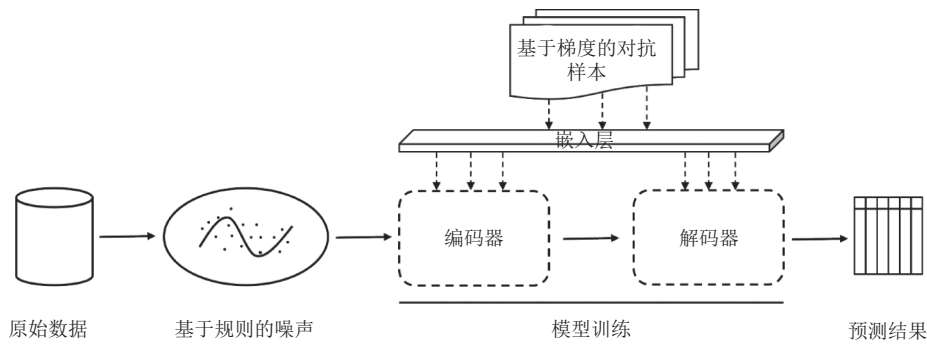 基于梯度的对抗
样本
嵌入层
编码器
解码器
原始数据
基于规则的噪声
模型训练
预测结果